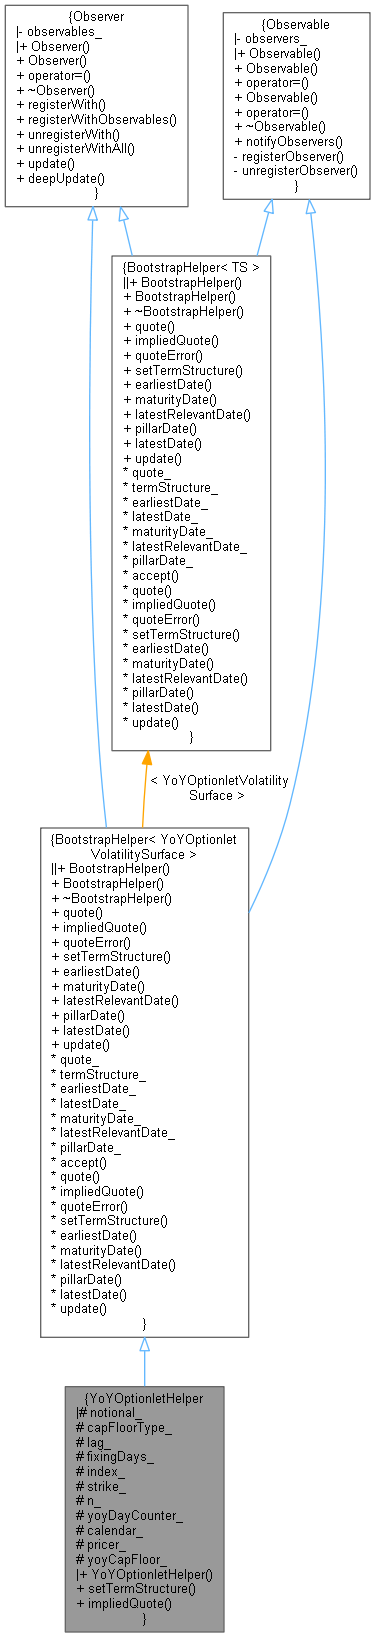 {Observer
|- observables_
|+ Observer()
+ Observer()
+ operator=()
+ ~Observer()
+ registerWith()
+ registerWithObservables()
+ unregisterWith()
+ unregisterWithAll()
+ update()
+ deepUpdate()
}
{Observable
|- observers_
|+ Observable()
+ Observable()
+ operator=()
+ Observable()
+ operator=()
+ ~Observable()
+ notifyObservers()
- registerObserver()
- unregisterObserver()
}
{BootstrapHelper< TS >
||+ BootstrapHelper()
+ BootstrapHelper()
+ ~BootstrapHelper()
+ quote()
+ impliedQuote()
+ quoteError()
+ setTermStructure()
+ earliestDate()
+ maturityDate()
+ latestRelevantDate()
+ pillarDate()
+ latestDate()
+ update()
* quote_
* termStructure_
* earliestDate_
* latestDate_
* maturityDate_
* latestRelevantDate_
* pillarDate_
* accept()
* quote()
* impliedQuote()
* quoteError()
* setTermStructure()
* earliestDate()
* maturityDate()
* latestRelevantDate()
* pillarDate()
* latestDate()
* update()
}
< YoYOptionletVolatility
Surface >
{BootstrapHelper< YoYOptionlet
VolatilitySurface >
||+ BootstrapHelper()
+ BootstrapHelper()
+ ~BootstrapHelper()
+ quote()
+ impliedQuote()
+ quoteError()
+ setTermStructure()
+ earliestDate()
+ maturityDate()
+ latestRelevantDate()
+ pillarDate()
+ latestDate()
+ update()
* quote_
* termStructure_
* earliestDate_
* latestDate_
* maturityDate_
* latestRelevantDate_
* pillarDate_
* accept()
* quote()
* impliedQuote()
* quoteError()
* setTermStructure()
* earliestDate()
* maturityDate()
* latestRelevantDate()
* pillarDate()
* latestDate()
* update()
}
{YoYOptionletHelper
|# notional_
# capFloorType_
# lag_
# fixingDays_
# index_
# strike_
# n_
# yoyDayCounter_
# calendar_
# pricer_
# yoyCapFloor_
|+ YoYOptionletHelper()
+ setTermStructure()
+ impliedQuote()
}